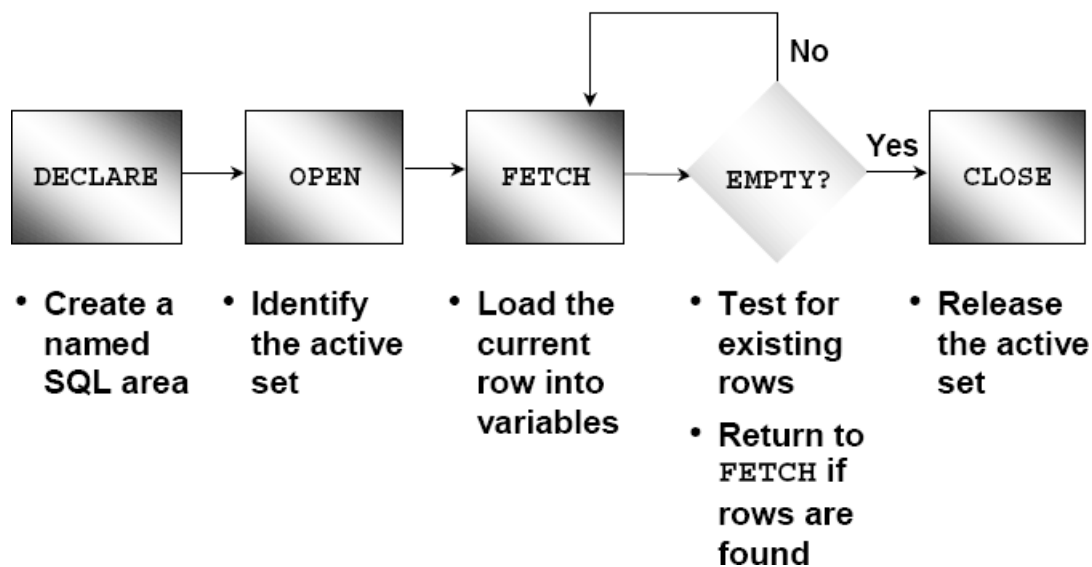 No
Yes
DECLARE
OPEN
FETCH
EMPTY?
CLOSE
• Create a
named
SQL area
• Identify
the active
set
• Load the
current
row into
variables
• Test for
existing
rows
• Return to
FETCH if
rows are
found
• Release
the active
set